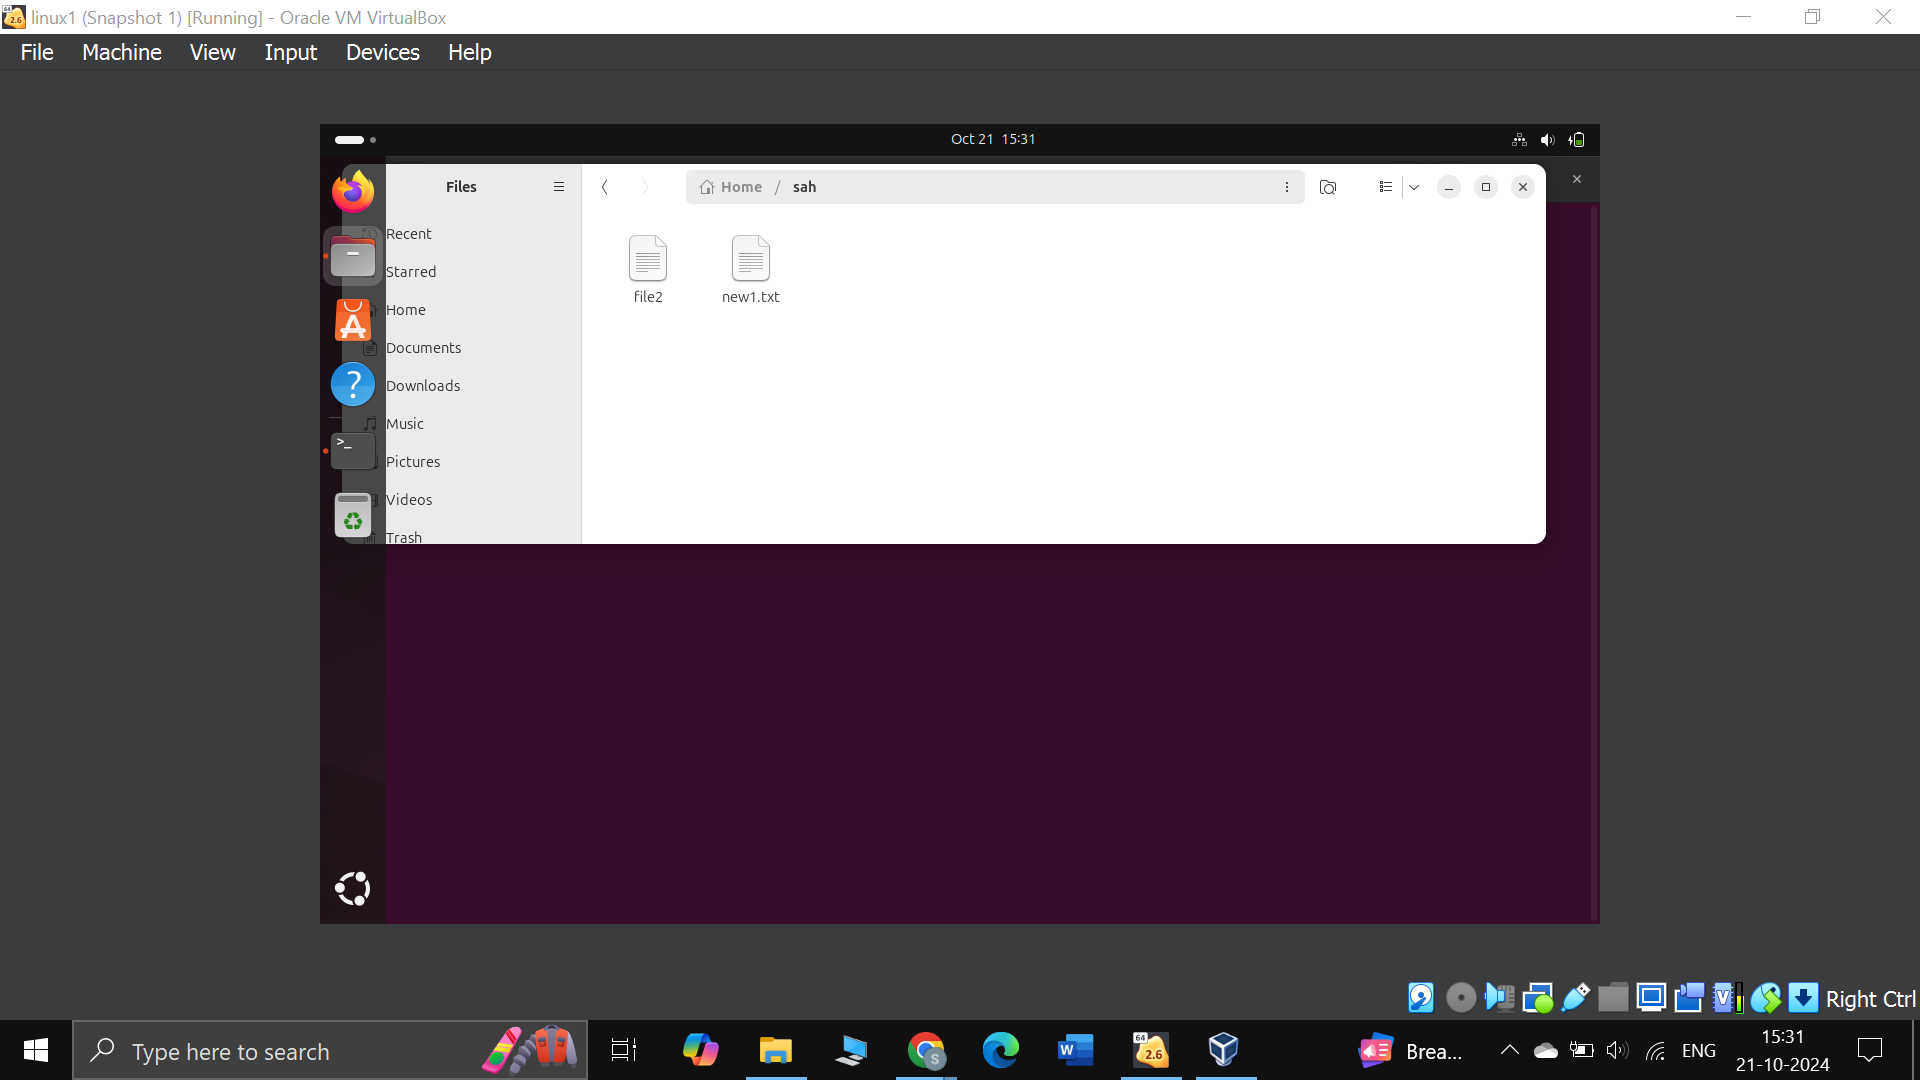 linux1 (Snapshot 1) [Running] - Oracle VM VirtualBox
File Machine View Input Devices Help
Oct 21 15:31
Files
Home / sah
Recent
Starred
Home
Documents
Downloads
Music
Pictures
Videos
Trash
file2
new1.txt
Right Ctrl
Type here to search
Brea...
ENG
15:31
21-10-2024